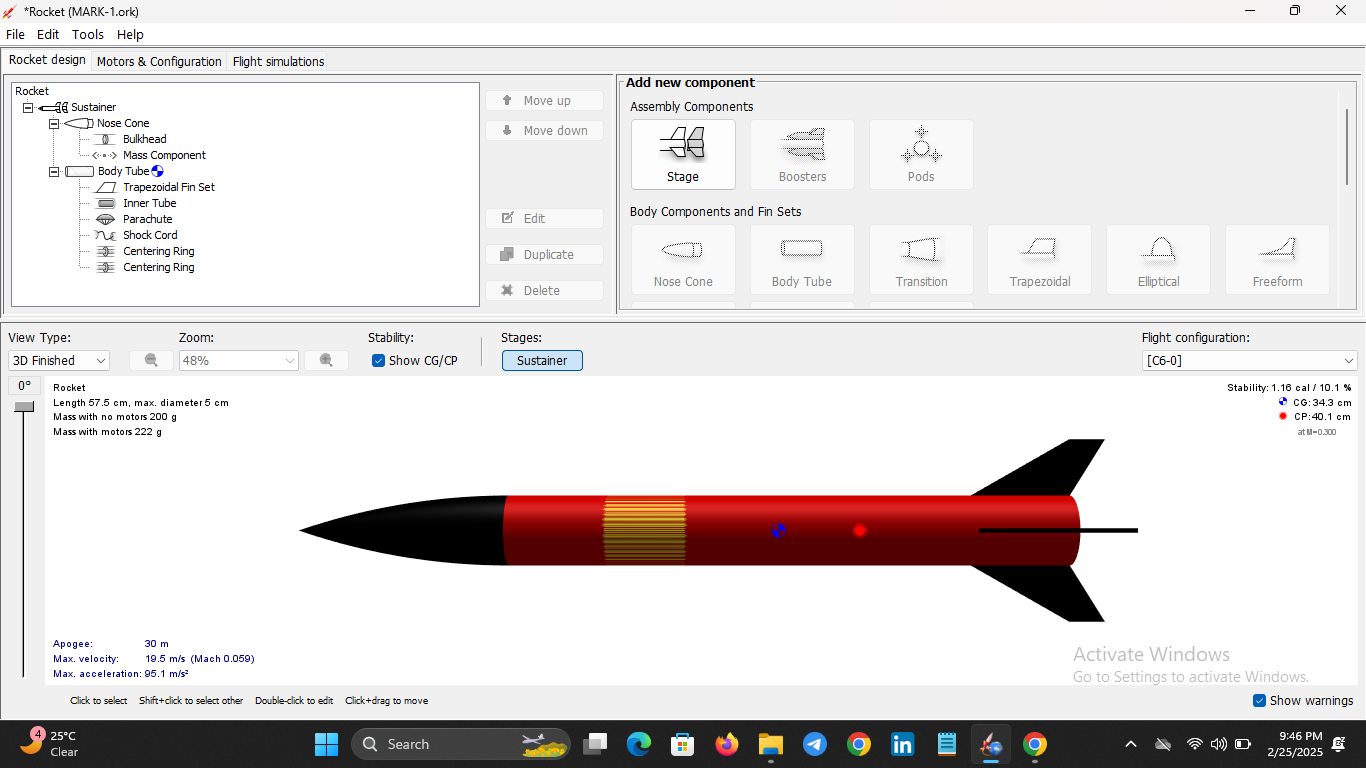 *Rocket (MARK-1.ork)
File Edit Tools Help
Rocket design Motors & Configuration Flight simulations
Rocket
Sustainer
Nose Cone
Bulkhead
Mass Component
Body Tube
Trapezoidal Fin Set
Inner Tube
Parachute
Shock Cord
Centering Ring
Centering Ring
Move up
Move down
Edit
Duplicate
Delete
Add new component
Assembly Components
Stage Boosters Pods
Body Components and Fin Sets
Nose Cone Body Tube Transition Trapezoidal Elliptical Freeform
View Type: Zoom: Stability: Stages: Flight configuration:
3D Finished 48% Show CG/CP Sustainer [C6-0]
0°
Rocket
Length 57.5 cm, max. diameter 5 cm
Mass with no motors 200 g
Mass with motors 222 g
Stability: 1.16 cal / 10.1 %
CG:34.3 cm
CP:40.1 cm
at M=0.300
Apogee: 30 m
Max. velocity: 19.5 m/s (Mach 0.059)
Max. acceleration: 95.1 m/s²
Activate Windows
Go to Settings to activate Windows.
Click to select Shift+click to select other Double-click to edit Click+drag to move
Show warnings
4
25°C
Clear
Search
9:46 PM
2/25/2025